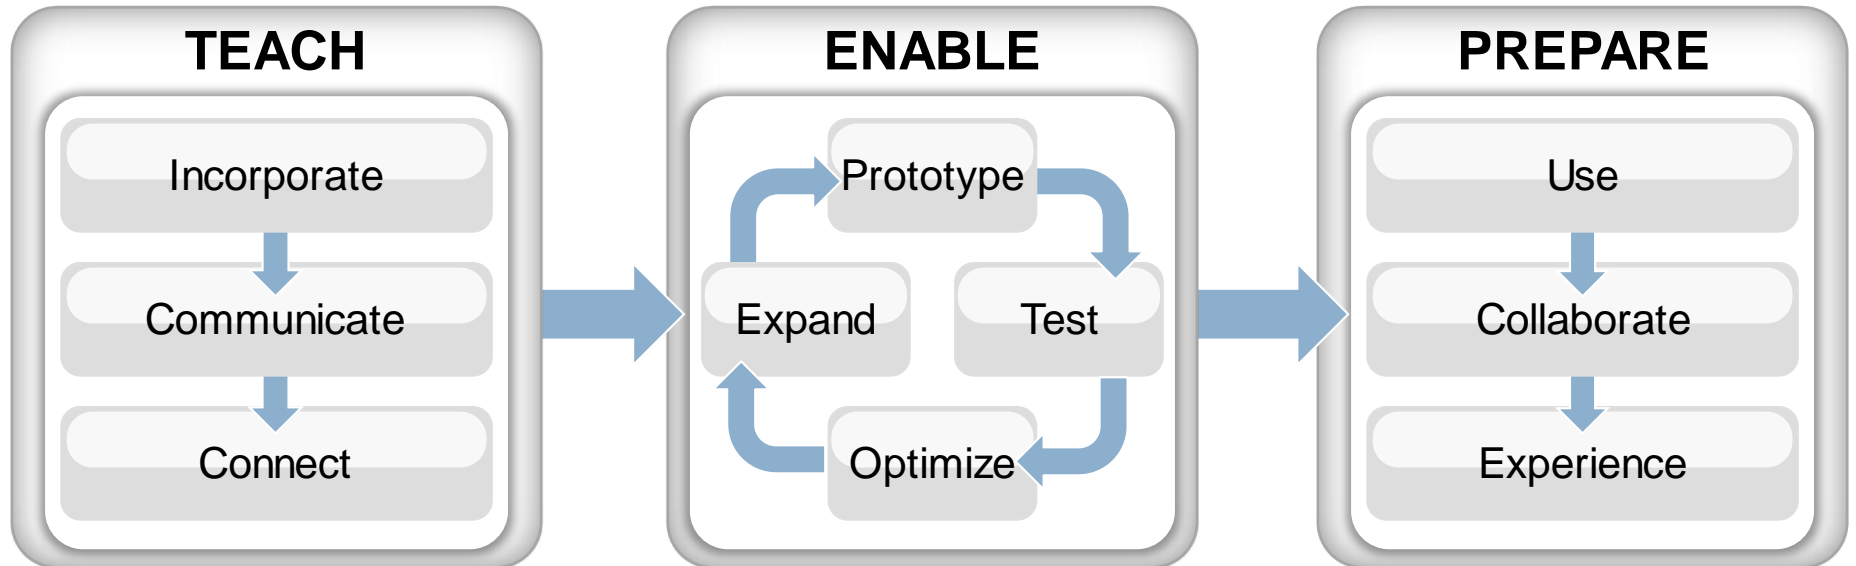 TEACH
Incorporate
Communicate
Connect
ENABLE
Prototype
Expand
Test
Optimize
PREPARE
Use
Collaborate
Experience